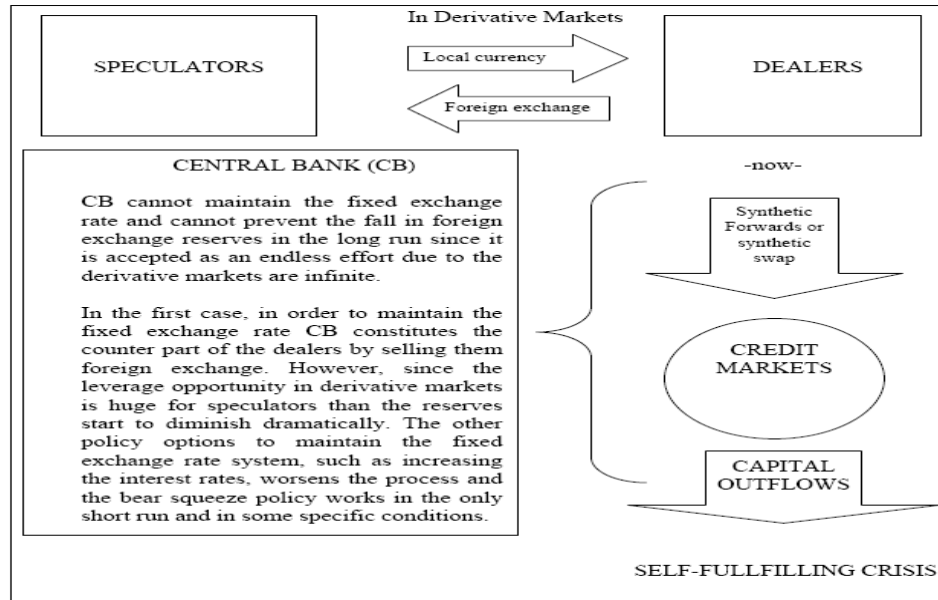 In Derivative Markets
SPECULATORS
Local currency
DEALERS
Foreign exchange
CENTRAL BANK (CB)
CB cannot maintain the fixed exchange
rate and cannot prevent the fall in foreign
exchange reserves in the long run since it
is accepted as an endless effort due to the
derivative markets are infinite.
In the first case, in order to maintain the
fixed exchange rate CB constitutes the
counter part of the dealers by selling them
foreign exchange. However, since the
leverage opportunity in derivative markets
is huge for speculators than the reserves
start to diminish dramatically. The other
policy options to maintain the fixed
exchange rate system, such as increasing
the interest rates, worsens the process and
the bear squeeze policy works in the only
short run and in some specific conditions.
-now-
Synthetic
Forwards or
synthetic
swap
CREDIT
MARKETS
CAPITAL
OUTFLOWS
SELF-FULLFILLING CRISIS